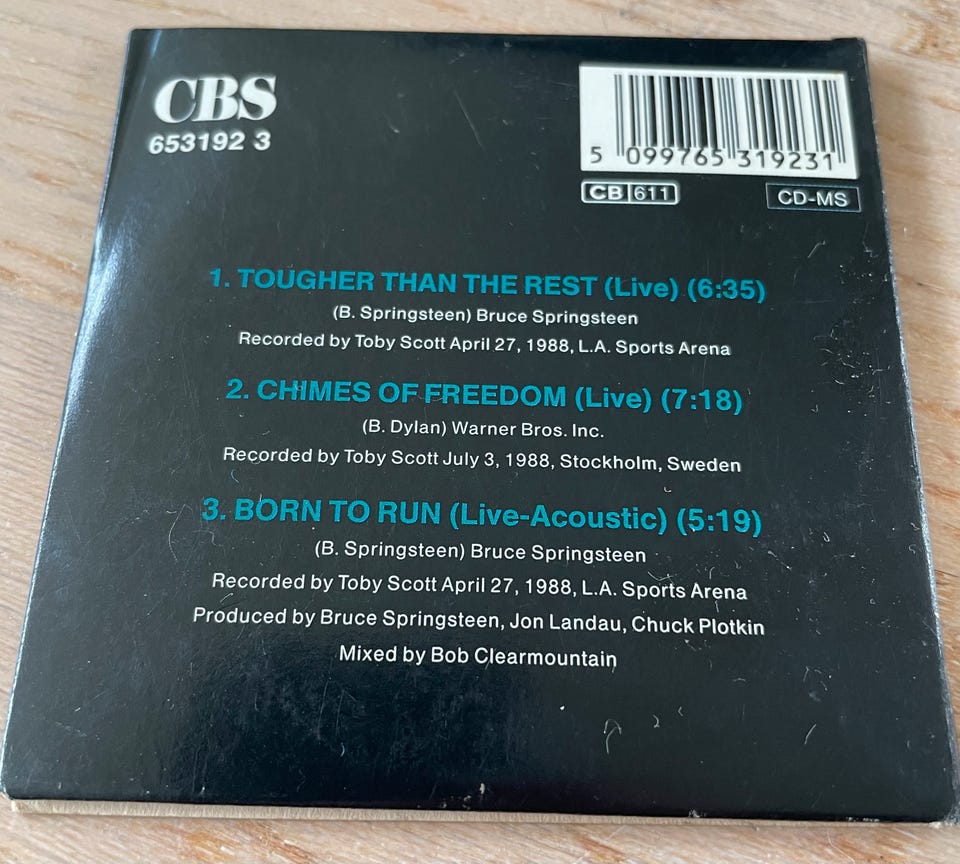 CBS
653192 3
5 099765 319231
CB 611
CD-MS
1. TOUGHER THAN THE REST (Live) (6:35)
(B. Springsteen) Bruce Springsteen
Recorded by Toby Scott April 27, 1988, L.A. Sports Arena
2. CHIMES OF FREEDOM (Live) (7:18)
(B. Dylan) Warner Bros. Inc.
Recorded by Toby Scott July 3, 1988, Stockholm, Sweden
3. BORN TO RUN (Live-Acoustic) (5:19)
(B. Springsteen) Bruce Springsteen
Recorded by Toby Scott April 27, 1988, L.A. Sports Arena
Produced by Bruce Springsteen, Jon Landau, Chuck Plotkin
Mixed by Bob Clearmountain